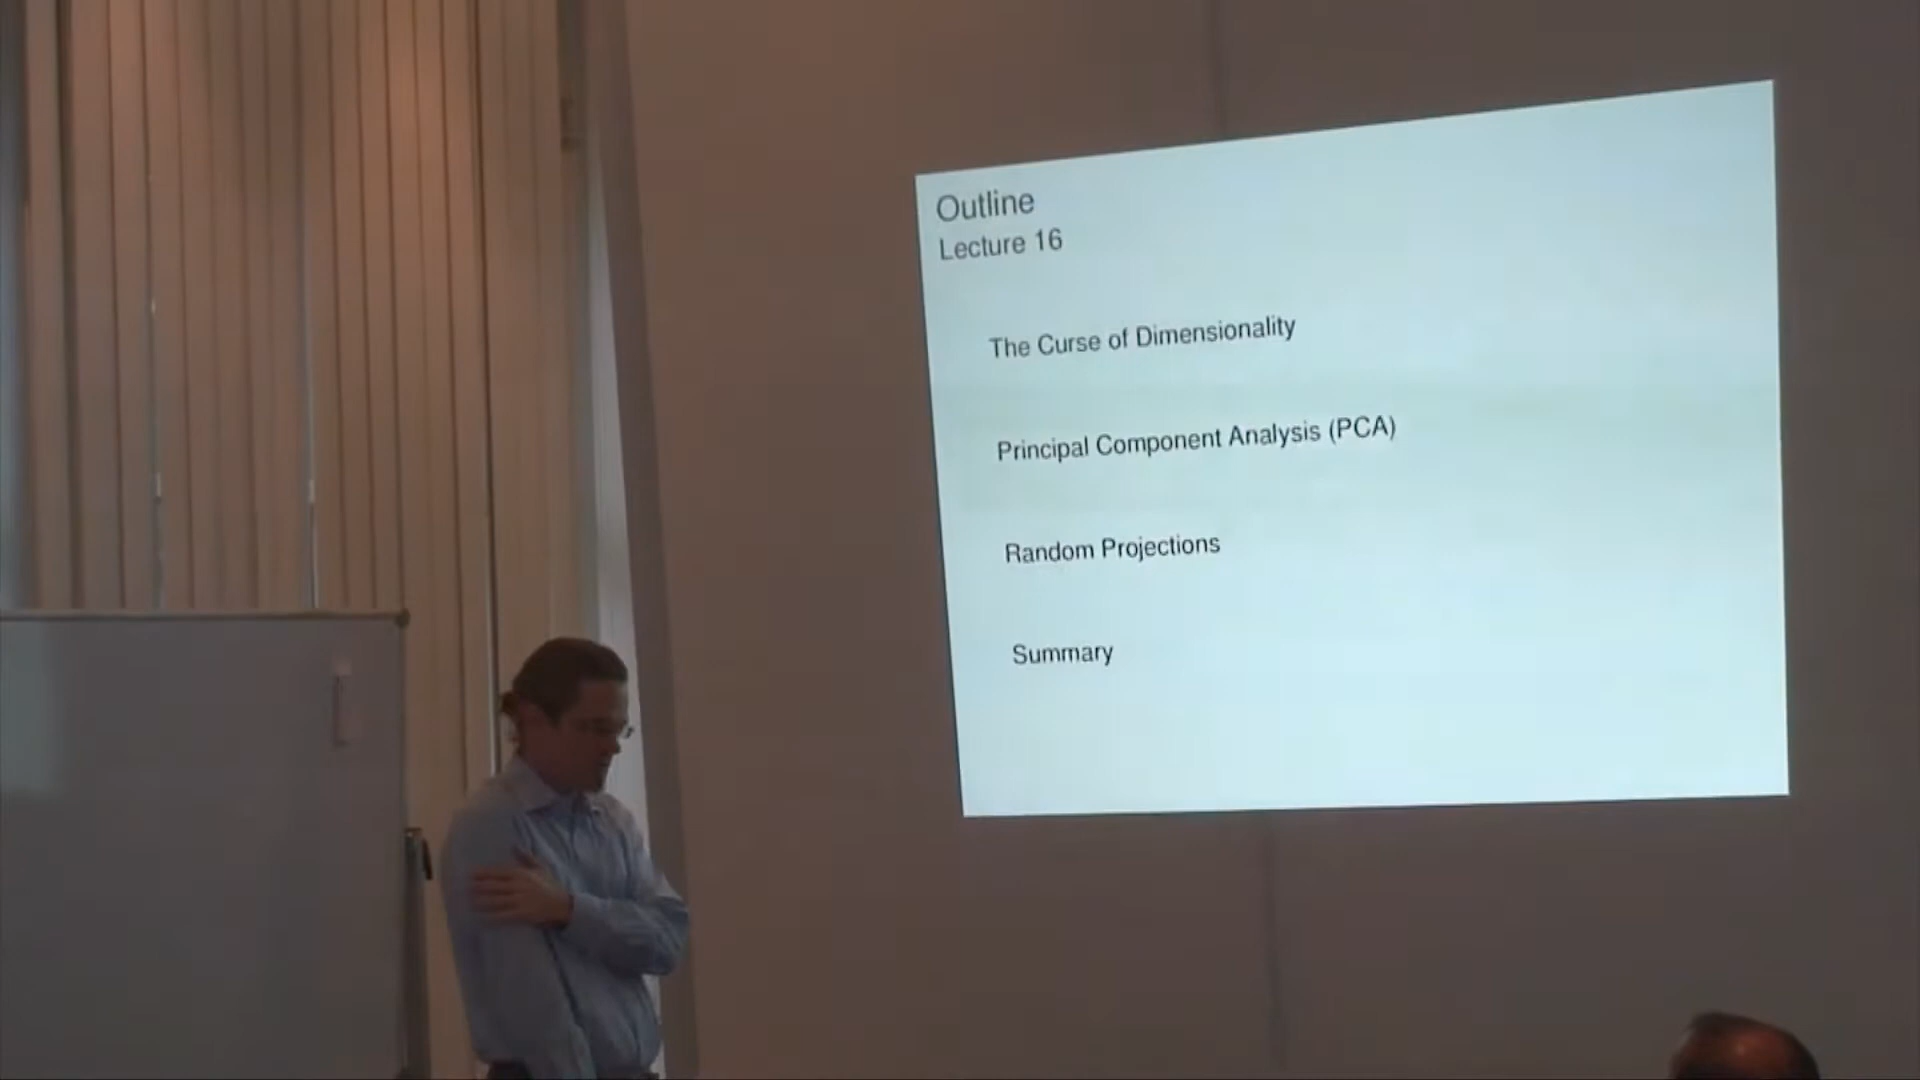 Outline
Lecture 16
The Curse of Dimensionality
Principal Component Analysis (PCA)
Random Projections
Summary